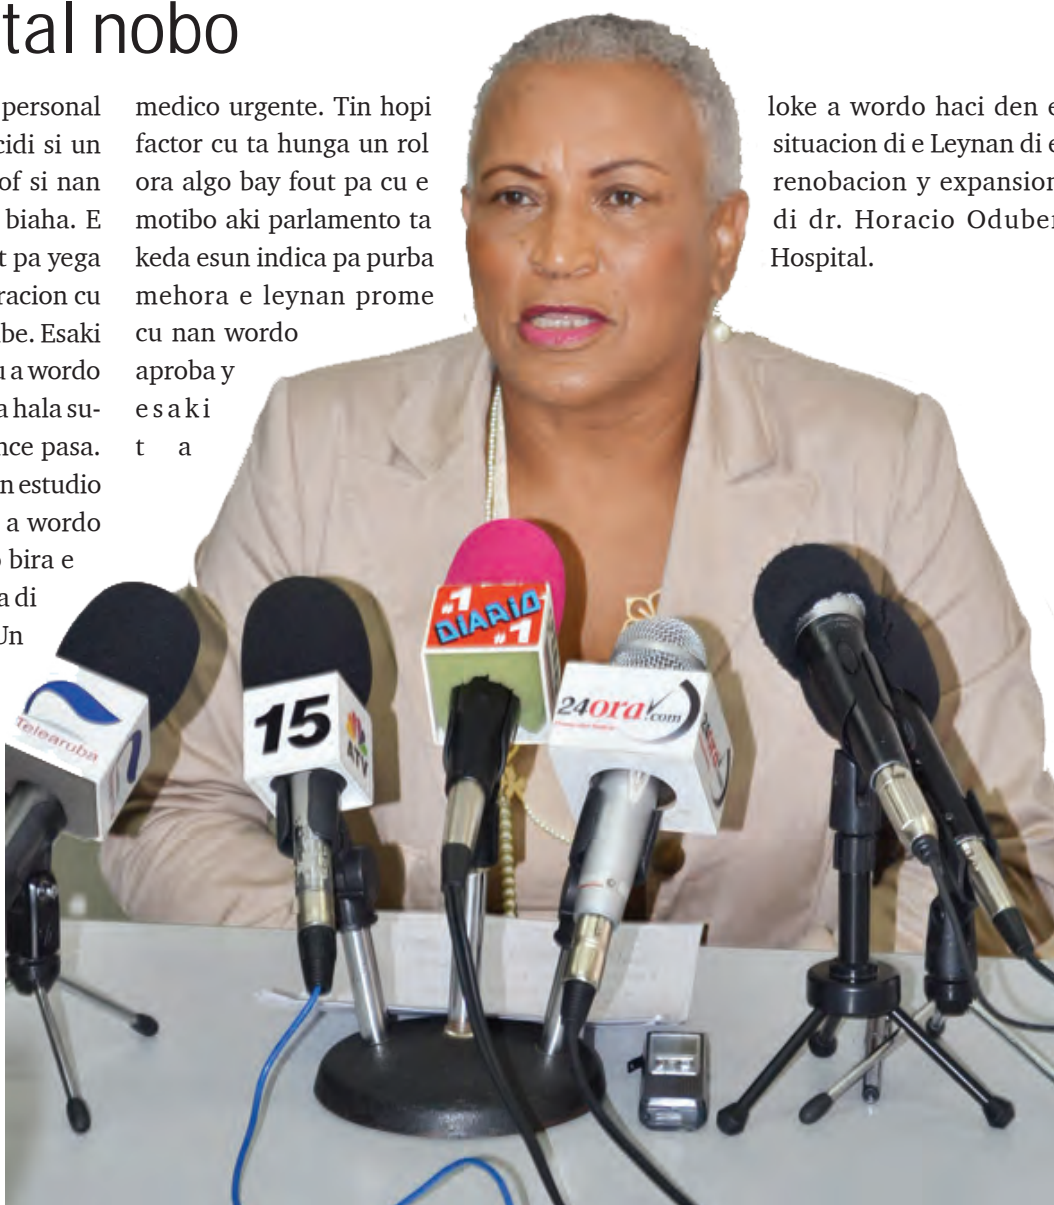 tal nobo
personal
cidi si un
of si nan
biaha. E
t pa yega
racion cu
be. Esaki
u a wordo
a hala su-
nce pasa.
n estudio
a wordo
o bira e
a di
Un
medico urgente. Tin hopi
factor cu ta hunga un rol
ora algo bay fout pa cu e
motibo aki parlamento ta
keda esun indica pa purba
mehora e leynan prome
cu nan wordo
aproba y
esaki
t a
loke a wordo haci den e
situacion di e Leynan di e
renobacion y expansion
di dr. Horacio Oduber
Hospital.
Telearuba
15
ATV
#1
DIARIO
#1
24ora.com
24ora